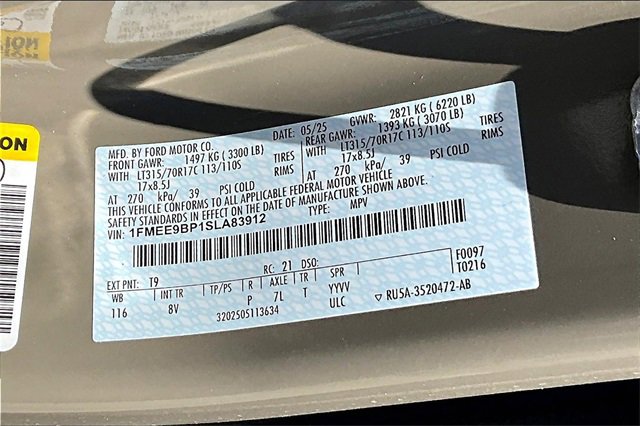 MFD. BY FORD MOTOR CO.
DATE: 05/25 GVWR: 2821 KG ( 6220 LB)
FRONT GAWR: 1497 KG ( 3300 LB)
WITH LT315/70R17C 113/110S TIRES
17x8.5J RIMS
AT 270 kPa/ 39 PSI COLD
REAR GAWR: 1393 KG ( 3070 LB)
WITH LT315/70R17C 113/110S TIRES
17x8.5J RIMS
AT 270 kPa/ 39 PSI COLD
THIS VEHICLE CONFORMS TO ALL APPLICABLE FEDERAL MOTOR VEHICLE
SAFETY STANDARDS IN EFFECT ON THE DATE OF MANUFACTURE SHOWN ABOVE.
VIN: 1FMEE9BP1SLA83912 TYPE: MPV
F0097
T0216
EXT PNT: T9 RC: 21 DSO:
WB INT TR TP/PS R AXLE TR SPR
116 8V P 7L T YYVV
ULC RU5A-3520472-AB
3202505113634
ION